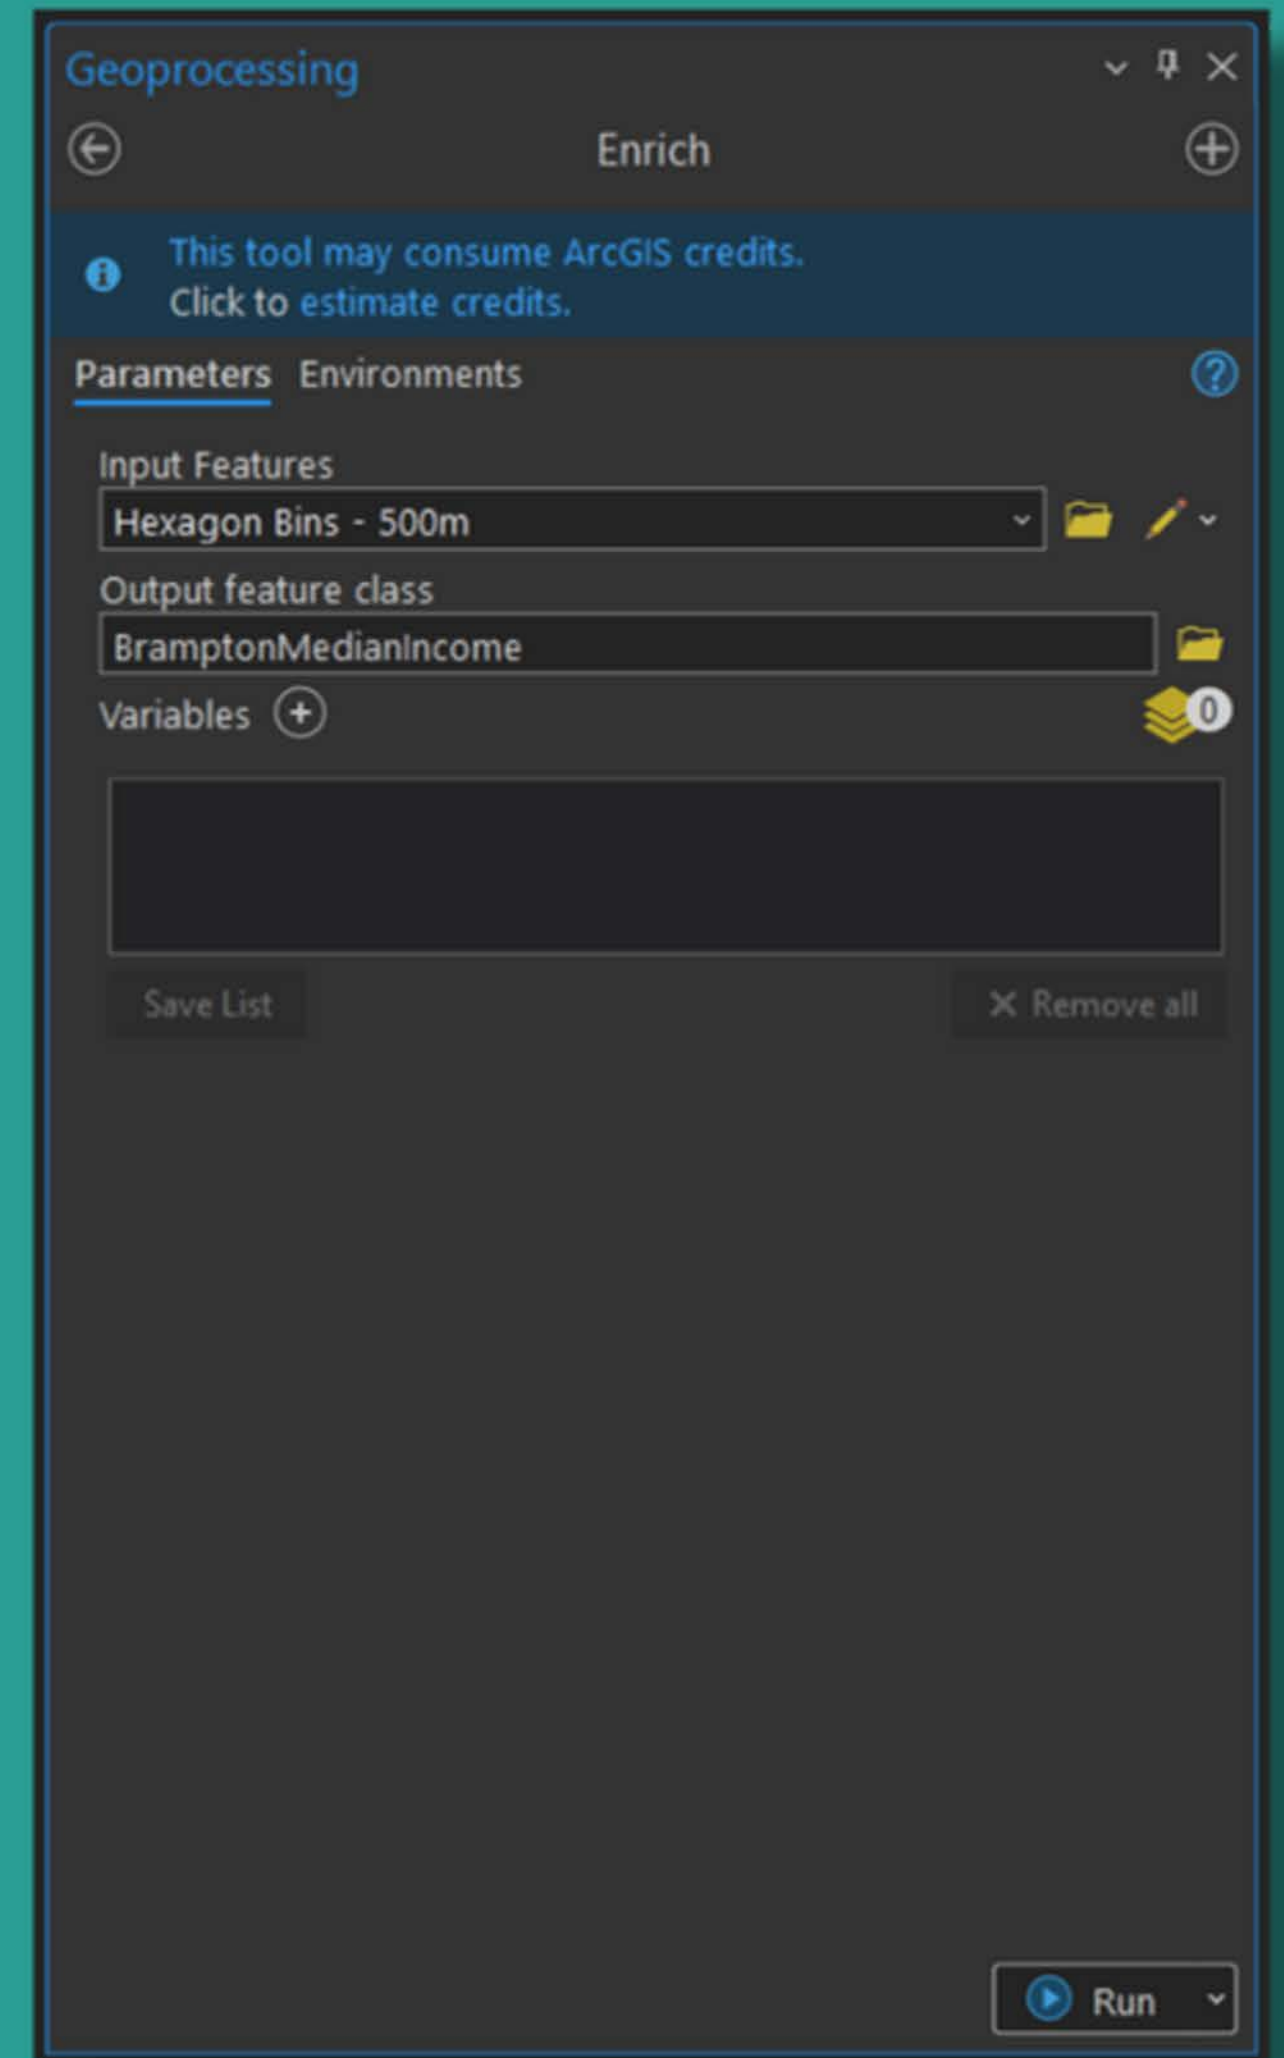 Geoprocessing
Enrich
This tool may consume ArcGIS credits.
Click to estimate credits.
Parameters Environments
Input Features
Hexagon Bins - 500m
Output feature class
BramptonMedianIncome
Variables
0
Save List Remove all
Run